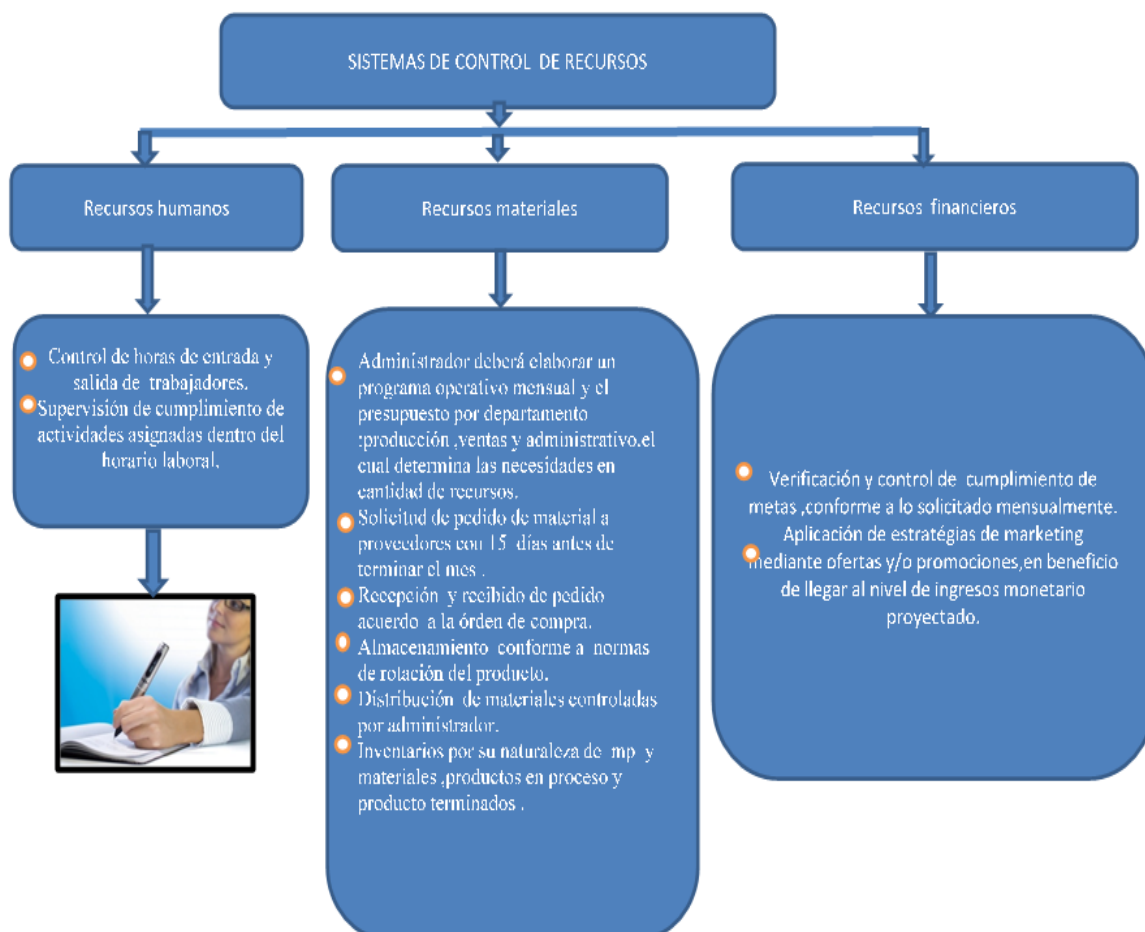 SISTEMAS DE CONTROL DE RECURSOS
Recursos humanos
Recursos materiales
Recursos financieros
Control de horas de entrada y
salida de trabajadores.
Supervisión de cumplimiento de
actividades asignadas dentro del
horario laboral.
Administrador deberá elaborar un
programa operativo mensual y el
presupuesto por departamento
:producción ,ventas y administrativo.el
cual determina las necesidades en
cantidad de recursos.
Solicitud de pedido de material a
proveedores con 15 días antes de
terminar el mes .
Recepción y recibido de pedido
acuerdo a la órden de compra.
Almacenamiento conforme a normas
de rotación del producto.
Distribución de materiales controladas
por administrador.
Inventarios por su naturaleza de mp y
materiales ,productos en proceso y
producto terminados .
Verificación y control de cumplimiento de
metas ,conforme a lo solicitado mensualmente.
Aplicación de estratégias de marketing
mediante ofertas y/o promociones,en beneficio
de llegar al nivel de ingresos monetario
proyectado.